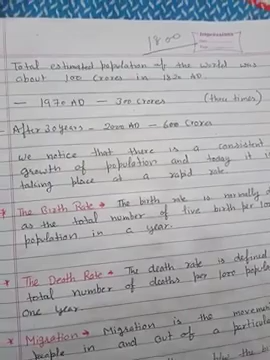 1800
Total estimated population of the world was
about 100 Crores in 1820 AD
— 1970 AD — 300 Crores (three times)
- After 30 years - 2000 AD - 600 Crores
we notice that there is a consistent
growth of population and today it is
taking place at a rapid rate.
* The Birth Rate → The birth rate is normally
as the total number of live birth per 100
population in a year.
* The Death Rate → The death rate is defined
total number of deaths per 1000 popula
one year.
* Migration → Migration is the movemen
people in and out of a particula